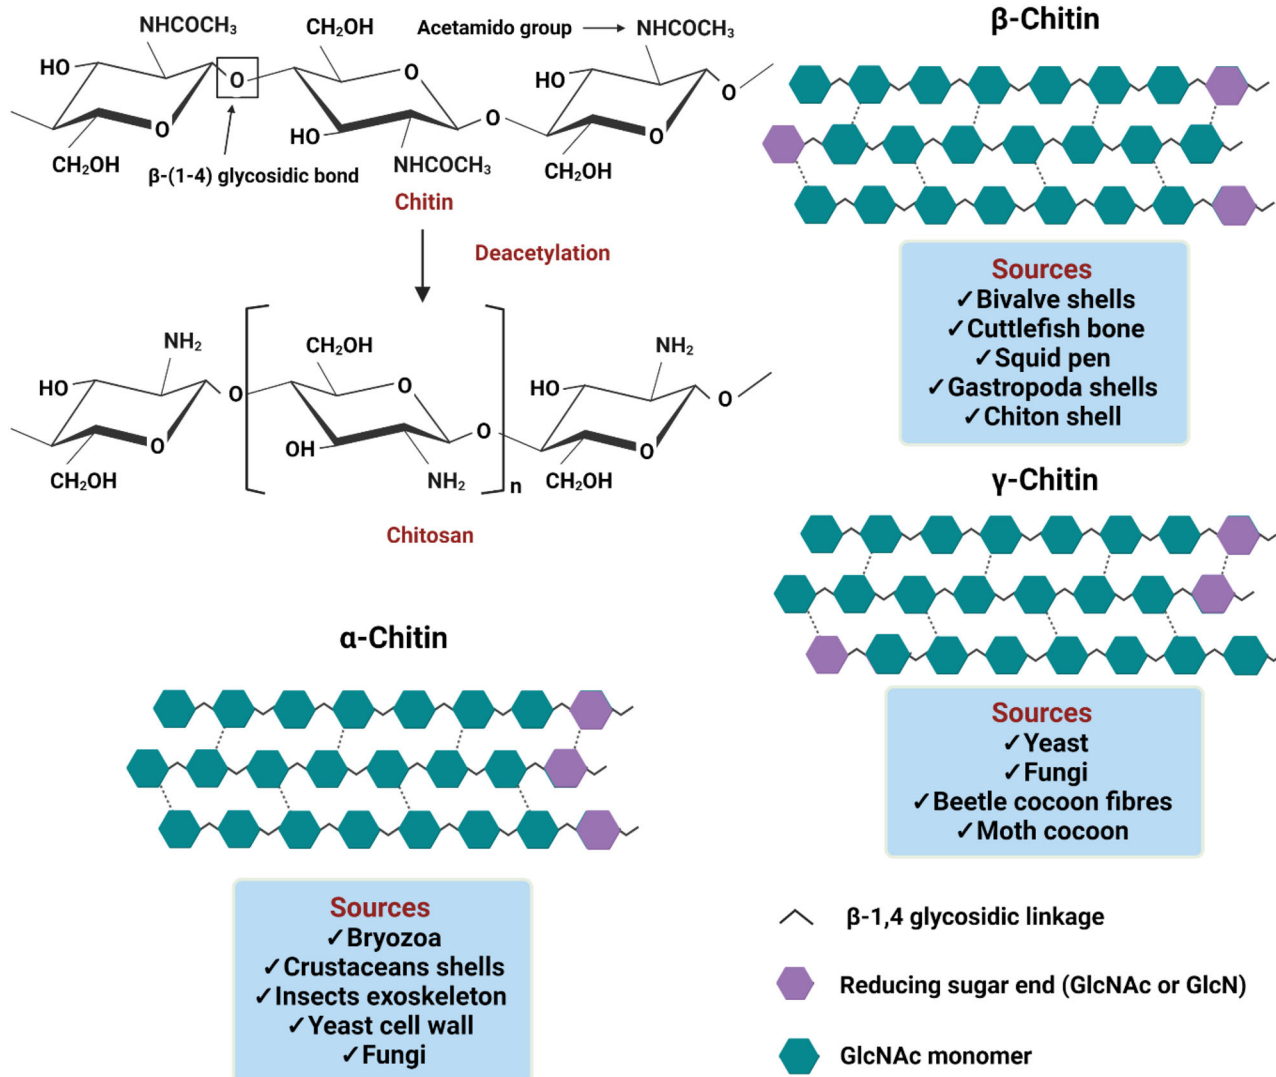 NHCOCH₃
CH₂OH
Acetamido group
NHCOCH₃
HO
O
O
O
HO
O
HO
O
O
CH₂OH
NHCOCH₃
CH₂OH
β-(1-4) glycosidic bond
Chitin
Deacetylation
NH₂
CH₂OH
NH₂
HO
O
O
HO
O
O
OH
O
O
CH₂OH
NH₂
n
CH₂OH
Chitosan
α-Chitin
Sources
✓Bryozoa
✓Crustaceans shells
✓Insects exoskeleton
✓Yeast cell wall
✓Fungi
β-Chitin
Sources
✓Bivalve shells
✓Cuttlefish bone
✓Squid pen
✓Gastropoda shells
✓Chiton shell
γ-Chitin
Sources
✓Yeast
✓Fungi
✓Beetle cocoon fibres
✓Moth cocoon
β-1,4 glycosidic linkage
Reducing sugar end (GlcNAc or GlcN)
GlcNAc monomer